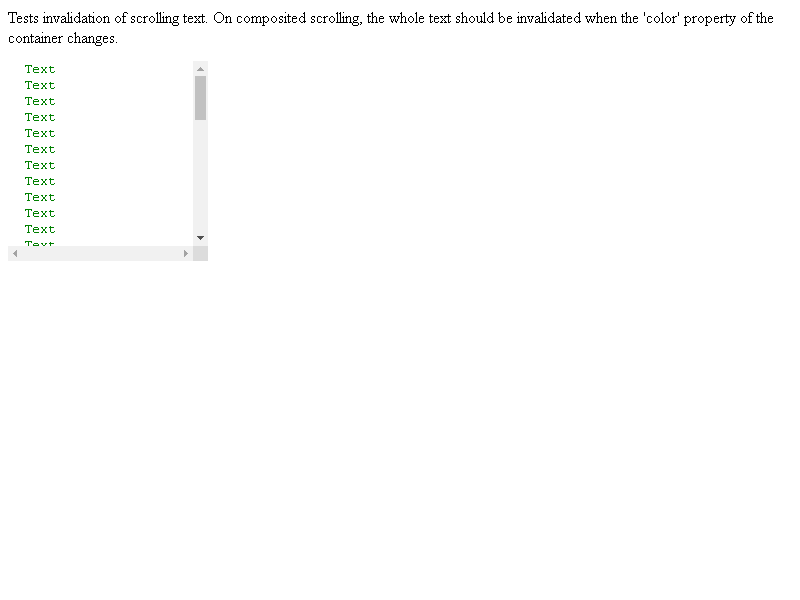 Tests invalidation of scrolling text. On composited scrolling, the whole text should be invalidated when the 'color' property of the
container changes.
Text
Text
Text
Text
Text
Text
Text
Text
Text
Text
Text
Text